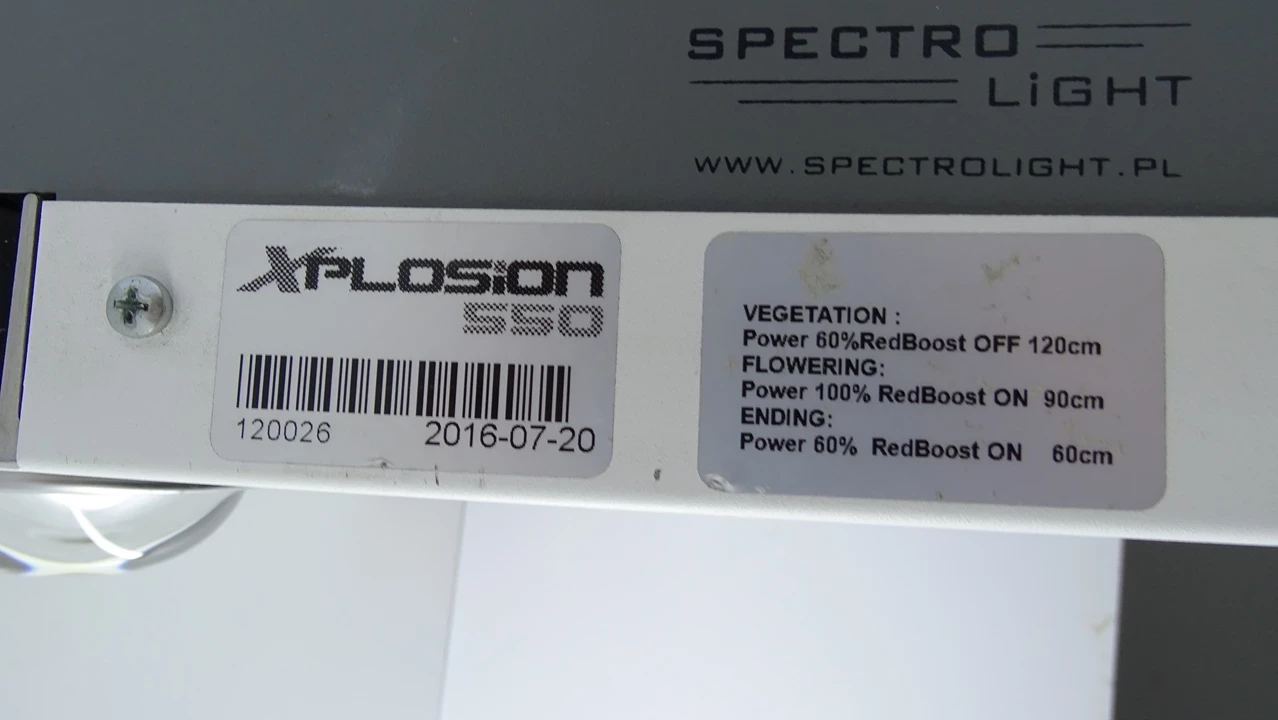 SPECTRO
LiGHT
WWW.SPECTROLIGHT.PL
XPLOSiON
550
120026 2016-07-20
VEGETATION :
Power 60%RedBoost OFF 120cm
FLOWERING:
Power 100% RedBoost ON 90cm
ENDING:
Power 60% RedBoost ON 60cm